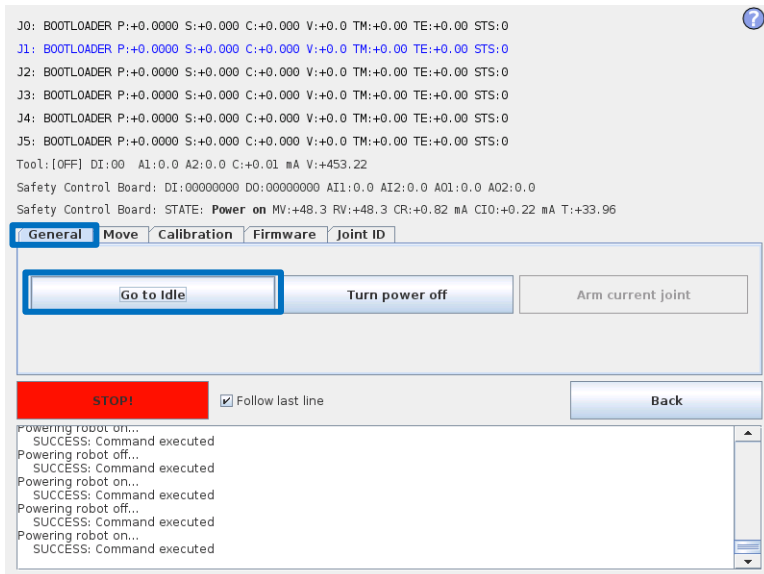 J0: BOOTLOADER P:+0.0000 S:+0.000 C:+0.000 V:+0.0 TM:+0.00 TE:+0.00 STS:0
?
J1: BOOTLOADER P:+0.0000 S:+0.000 C:+0.000 V:+0.0 TM:+0.00 TE:+0.00 STS:0
J2: BOOTLOADER P:+0.0000 S:+0.000 C:+0.000 V:+0.0 TM:+0.00 TE:+0.00 STS:0
J3: BOOTLOADER P:+0.0000 S:+0.000 C:+0.000 V:+0.0 TM:+0.00 TE:+0.00 STS:0
J4: BOOTLOADER P:+0.0000 S:+0.000 C:+0.000 V:+0.0 TM:+0.00 TE:+0.00 STS:0
J5: BOOTLOADER P:+0.0000 S:+0.000 C:+0.000 V:+0.0 TM:+0.00 TE:+0.00 STS:0
Tool:[OFF] DI:00 A1:0.0 A2:0.0 C:+0.01 mA V:+453.22
Safety Control Board: DI:00000000 DO:00000000 AI1:0.0 AI2:0.0 AO1:0.0 AO2:0.0
Safety Control Board: STATE: Power on MV:+48.3 RV:+48.3 CR:+0.82 mA CIO:+0.22 mA T:+33.96
General Move Calibration Firmware Joint ID
Go to Idle Turn power off Arm current joint
STOP! Follow last line Back
Powering robot on...
SUCCESS: Command executed
Powering robot off...
SUCCESS: Command executed
Powering robot on...
SUCCESS: Command executed
Powering robot off...
SUCCESS: Command executed
Powering robot on...
SUCCESS: Command executed